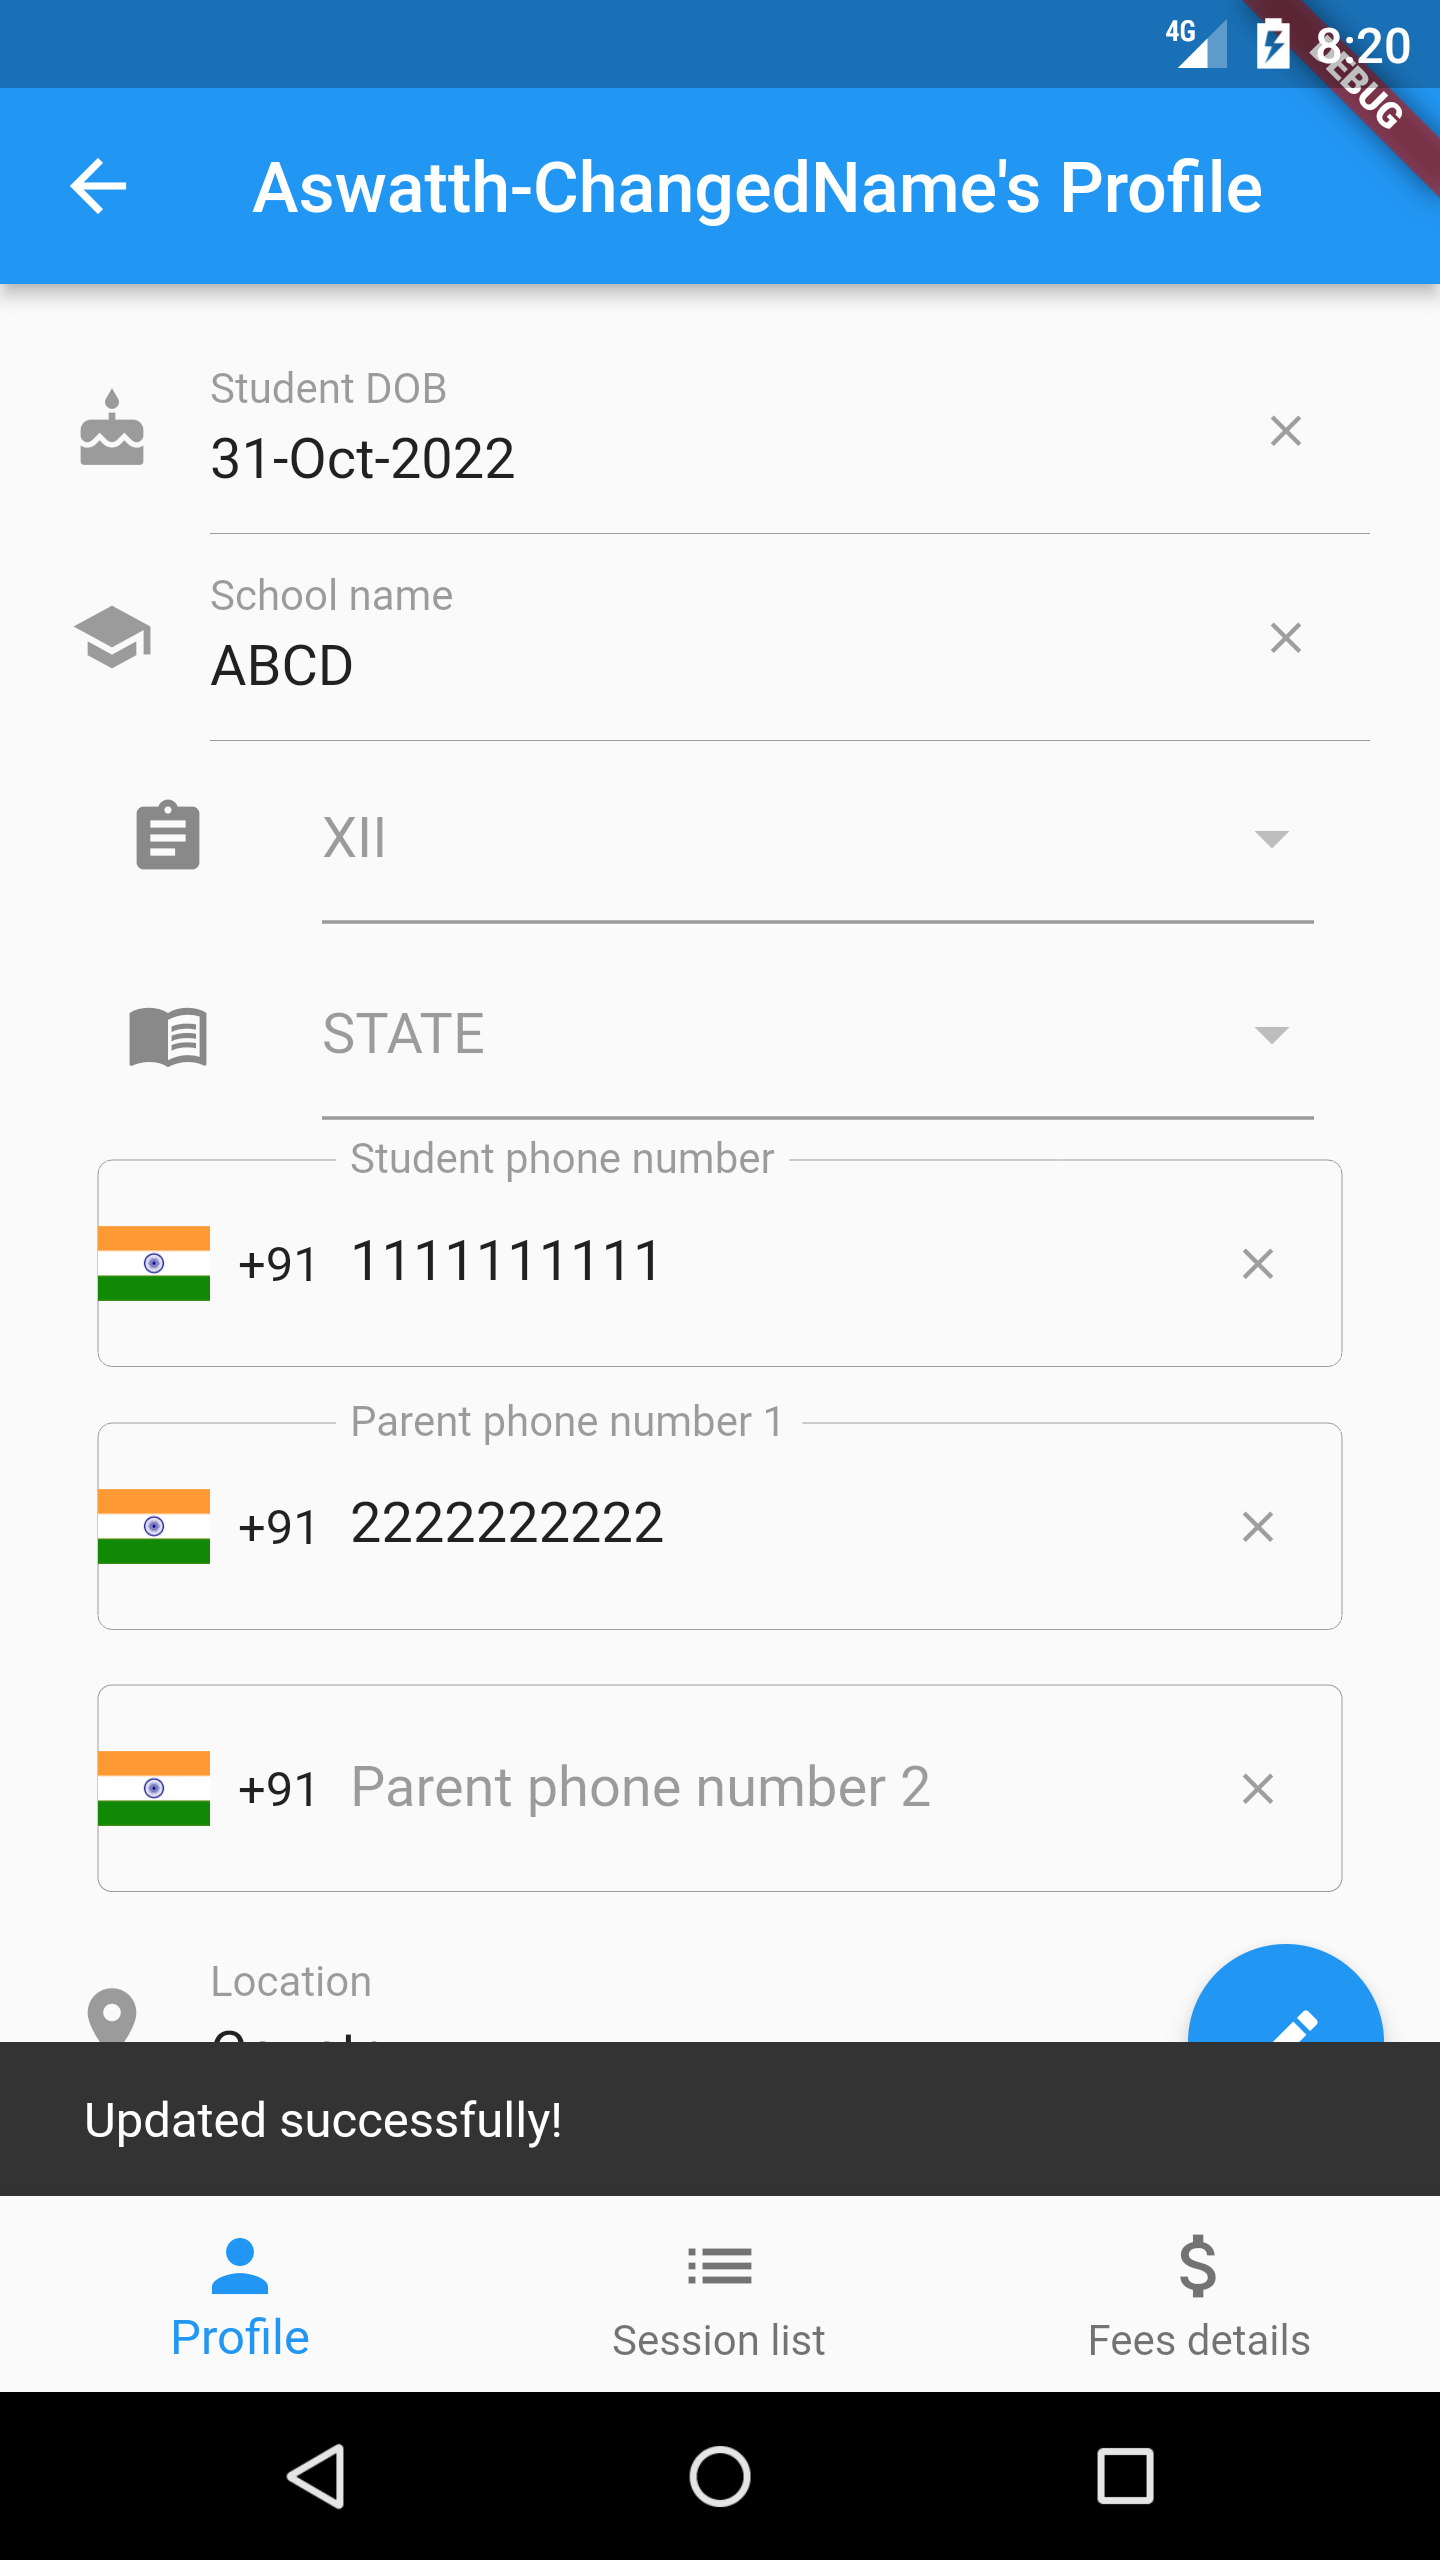 4G 8:20
DEBUG
Aswatth-ChangedName's Profile
Student DOB
31-Oct-2022
School name
ABCD
XII
STATE
Student phone number
+91 1111111111
Parent phone number 1
+91 2222222222
+91 Parent phone number 2
Location
Updated successfully!
Profile
Session list
Fees details